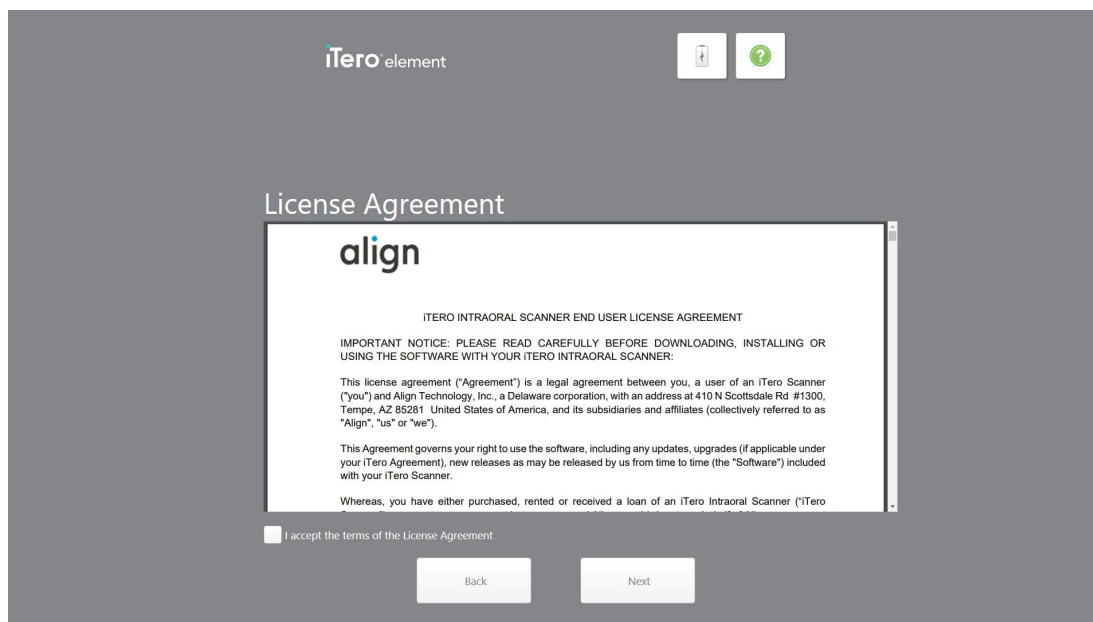 iTero element
?
License Agreement
align
iTERO INTRAORAL SCANNER END USER LICENSE AGREEMENT
IMPORTANT NOTICE: PLEASE READ CAREFULLY BEFORE DOWNLOADING, INSTALLING OR
USING THE SOFTWARE WITH YOUR iTERO INTRAORAL SCANNER:
This license agreement (“Agreement”) is a legal agreement between you, a user of an iTero Scanner
("you") and Align Technology, Inc., a Delaware corporation, with an address at 410 N Scottsdale Rd #1300,
Tempe, AZ 85281 United States of America, and its subsidiaries and affiliates (collectively referred to as
"Align", "us" or "we").
This Agreement governs your right to use the software, including any updates, upgrades (if applicable under
your iTero Agreement), new releases as may be released by us from time to time (the "Software") included
with your iTero Scanner.
Whereas, you have either purchased, rented or received a loan of an iTero Intraoral Scanner (“iTero
I accept the terms of the License Agreement
Back
Next